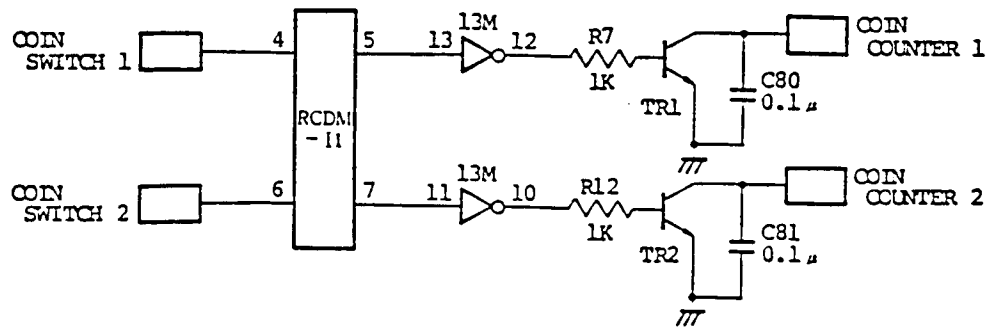 COIN
SWITCH 1
4
RCDM
-I1
5
13
13M
12
R7
1K
TR1
C80
0.1μ
COIN
COUNTER 1
COIN
SWITCH 2
6
7
11
13M
10
R12
1K
TR2
C81
0.1μ
COIN
COUNTER 2